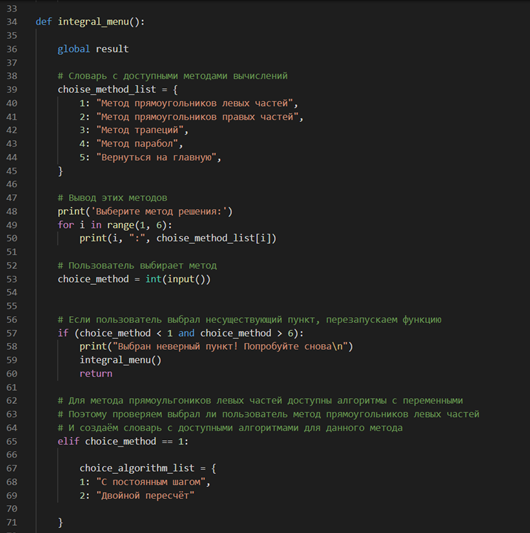 33
34 def integral_menu():
35
36     global result
37
38     # Словарь с доступными методами вычислений
39     choise_method_list = {
40         1: "Метод прямоугольников левых частей",
41         2: "Метод прямоугольников правых частей",
42         3: "Метод трапеций",
43         4: "Метод парабол",
44         5: "Вернуться на главную",
45     }
46
47     # Вывод этих методов
48     print('Выберите метод решения:')
49     for i in range(1, 6):
50         print(i, ":", choise_method_list[i])
51
52     # Пользователь выбирает метод
53     choice_method = int(input())
54
55
56     # Если пользователь выбрал несуществующий пункт, перезапускаем функцию
57     if (choice_method < 1 and choice_method > 6):
58         print("Выбран неверный пункт! Попробуйте снова\n")
59         integral_menu()
60         return
61
62     # Для метода прямоульгоников левых частей доступны алгоритмы с переменными
63     # Поэтому проверяем выбрал ли пользователь метод прямоугольников левых частей
64     # И создаём словарь с доступными алгоритмами для данного метода
65     elif choice_method == 1:
66
67         choice_algorithm_list = {
68         1: "С постоянным шагом",
69         2: "Двойной пересчёт"
70
71     }